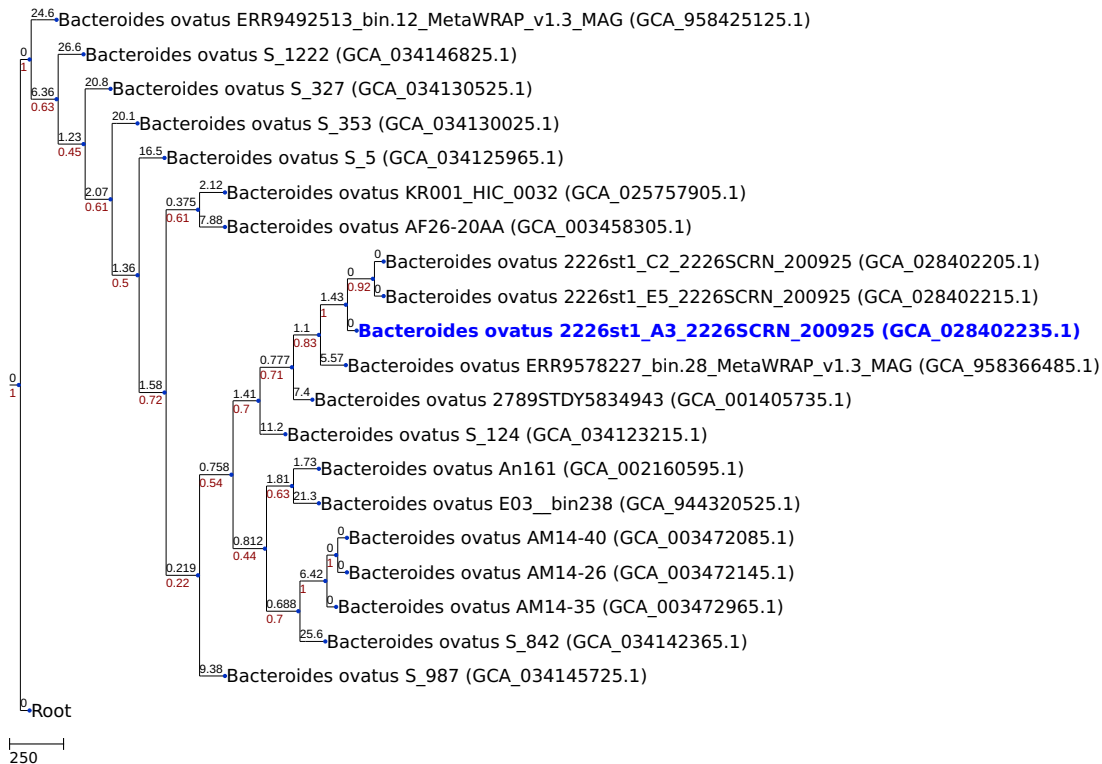 24.6 Bacteroides ovatus ERR9492513_bin.12_MetaWRAP_v1.3_MAG (GCA_958425125.1)
26.6 Bacteroides ovatus S_1222 (GCA_034146825.1)
0
1
20.8 Bacteroides ovatus S_327 (GCA_034130525.1)
6.36
0.63
20.1 Bacteroides ovatus S_353 (GCA_034130025.1)
1.23
0.45
16.5 Bacteroides ovatus S_5 (GCA_034125965.1)
2.07
0.61
2.12 Bacteroides ovatus KR001_HIC_0032 (GCA_025757905.1)
0.375
0.61
7.88 Bacteroides ovatus AF26-20AA (GCA_003458305.1)
0 Bacteroides ovatus 2226st1_C2_2226SCRN_200925 (GCA_028402205.1)
1.36
0.5
0
0.92
0 Bacteroides ovatus 2226st1_E5_2226SCRN_200925 (GCA_028402215.1)
1.43
1
0 Bacteroides ovatus 2226st1_A3_2226SCRN_200925 (GCA_028402235.1)
1.1
0.83
5.57 Bacteroides ovatus ERR9578227_bin.28_MetaWRAP_v1.3_MAG (GCA_958366485.1)
0.777
0.71
0
1
7.4 Bacteroides ovatus 2789STDY5834943 (GCA_001405735.1)
1.58
0.72
1.41
0.7
11.2 Bacteroides ovatus S_124 (GCA_034123215.1)
1.73 Bacteroides ovatus An161 (GCA_002160595.1)
0.758
0.54
1.81
0.63
21.3 Bacteroides ovatus E03__bin238 (GCA_944320525.1)
0 Bacteroides ovatus AM14-40 (GCA_003472085.1)
0.812
0.44
0
1
0 Bacteroides ovatus AM14-26 (GCA_003472145.1)
0.219
0.22
6.42
1
0 Bacteroides ovatus AM14-35 (GCA_003472965.1)
0.688
0.7
25.6 Bacteroides ovatus S_842 (GCA_034142365.1)
9.38 Bacteroides ovatus S_987 (GCA_034145725.1)
0 Root
250